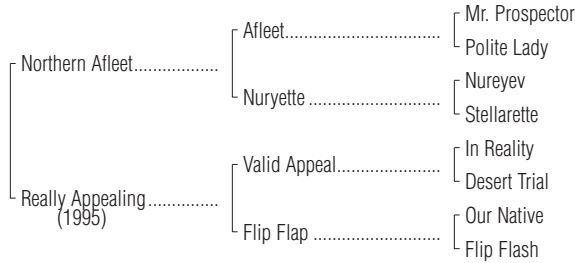 Mr. Prospector
Afleet
Polite Lady
Northern Afleet
Nureyev
Nuryette
Stellarette
In Reality
Valid Appeal
Desert Trial
Really Appealing
(1995)
Our Native
Flip Flap
Flip Flash